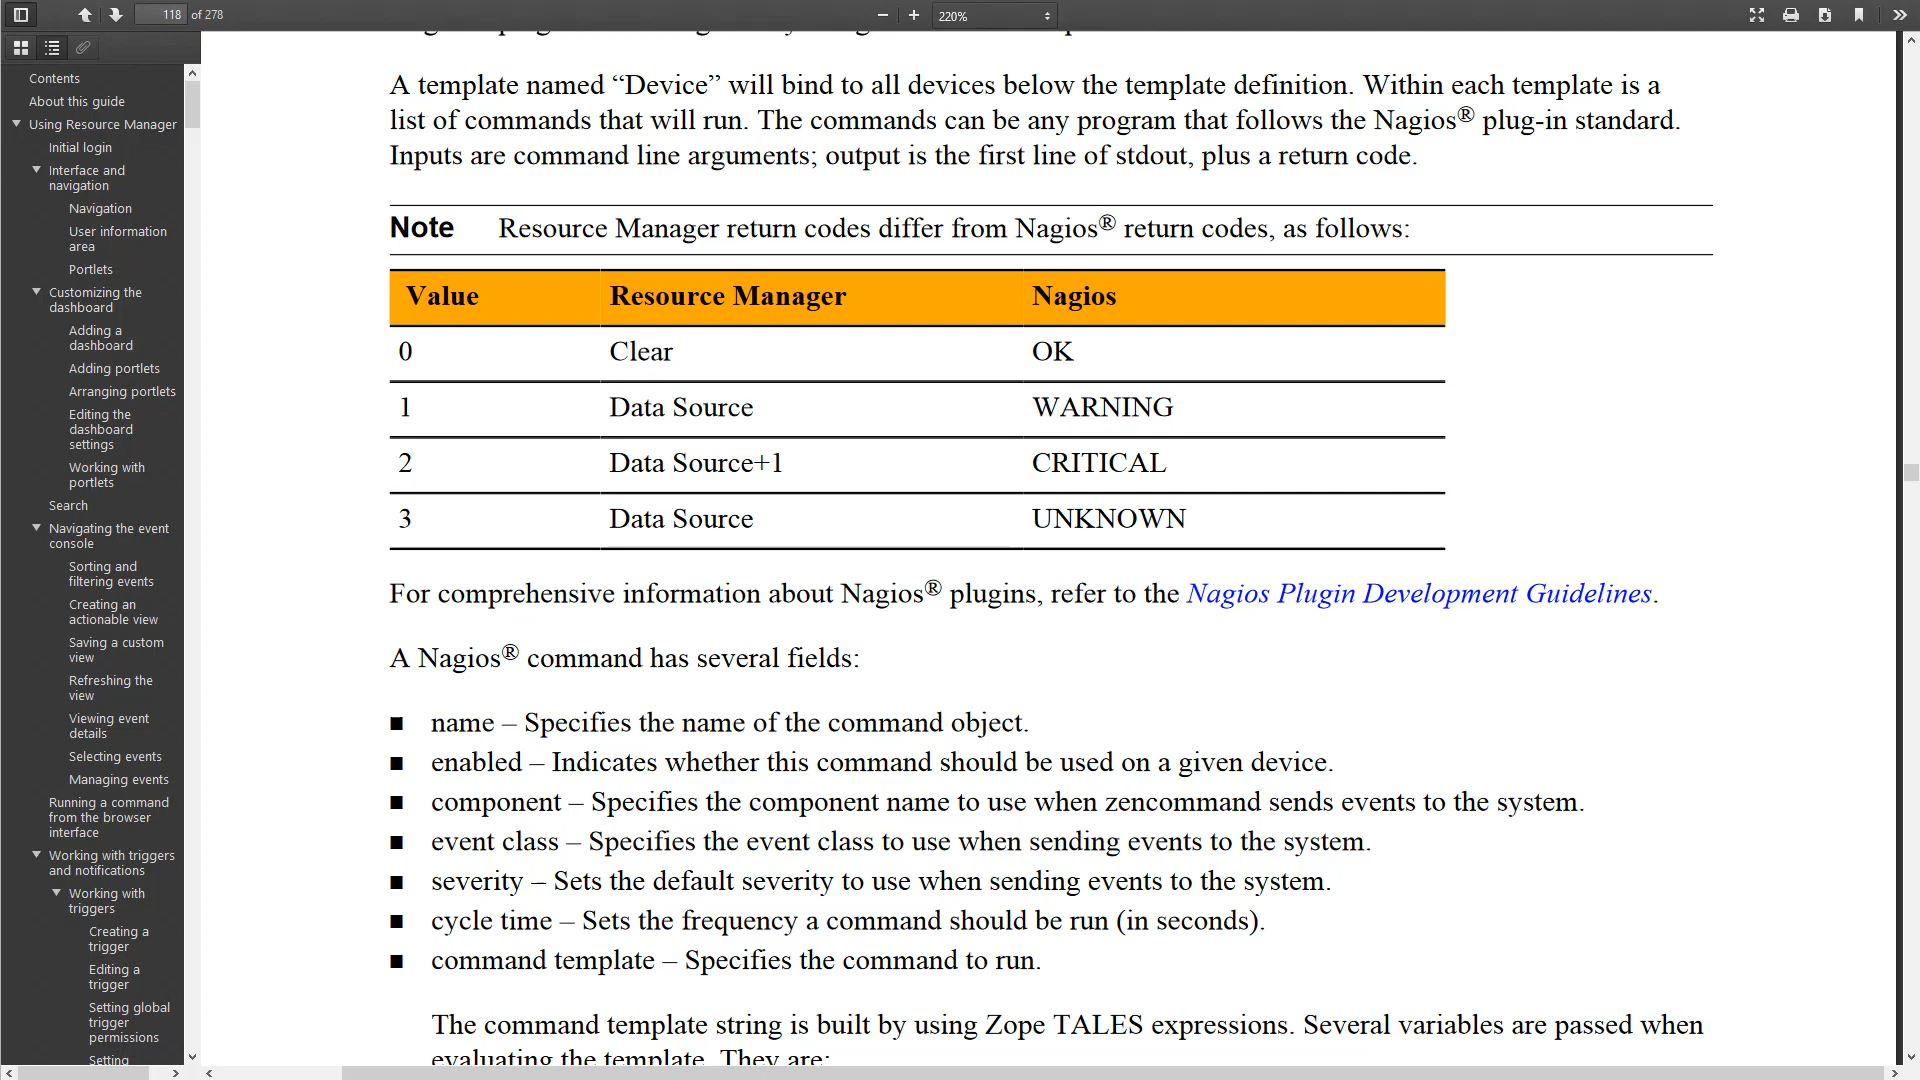 118 of 278
220%
Contents
About this guide
Using Resource Manager
Initial login
Interface and
navigation
Navigation
User information
area
Portlets
Customizing the
dashboard
Adding a
dashboard
Adding portlets
Arranging portlets
Editing the
dashboard
settings
Working with
portlets
Search
Navigating the event
console
Sorting and
filtering events
Creating an
actionable view
Saving a custom
view
Refreshing the
view
Viewing event
details
Selecting events
Managing events
Running a command
from the browser
interface
Working with triggers
and notifications
Working with
triggers
Creating a
trigger
Editing a
trigger
Setting global
trigger
permissions
Setting
A template named “Device” will bind to all devices below the template definition. Within each template is a
list of commands that will run. The commands can be any program that follows the Nagios® plug-in standard.
Inputs are command line arguments; output is the first line of stdout, plus a return code.
Note Resource Manager return codes differ from Nagios® return codes, as follows:
Value Resource Manager Nagios
0 Clear OK
1 Data Source WARNING
2 Data Source+1 CRITICAL
3 Data Source UNKNOWN
For comprehensive information about Nagios® plugins, refer to the Nagios Plugin Development Guidelines.
A Nagios® command has several fields:
■ name – Specifies the name of the command object.
■ enabled – Indicates whether this command should be used on a given device.
■ component – Specifies the component name to use when zencommand sends events to the system.
■ event class – Specifies the event class to use when sending events to the system.
■ severity – Sets the default severity to use when sending events to the system.
■ cycle time – Sets the frequency a command should be run (in seconds).
■ command template – Specifies the command to run.
The command template string is built by using Zope TALES expressions. Several variables are passed when
evaluating the template. They are: